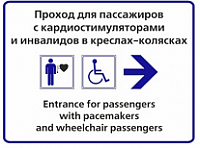 Проход для пассажиров
с кардиостимуляторами
и инвалидов в креслах-колясках
Entrance for passengers
with pacemakers
and wheelchair passengers